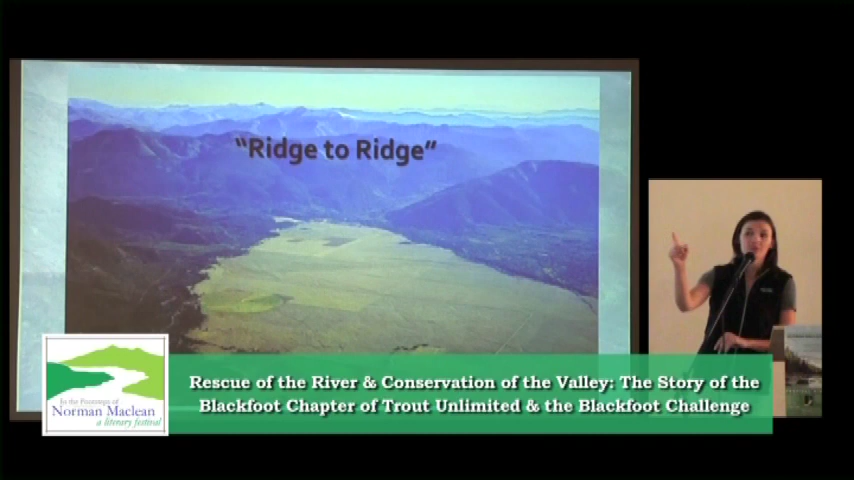 “Ridge to Ridge”
In the Footsteps of
Norman Maclean
a literary festival
Rescue of the River & Conservation of the Valley: The Story of the
Blackfoot Chapter of Trout Unlimited & the Blackfoot Challenge